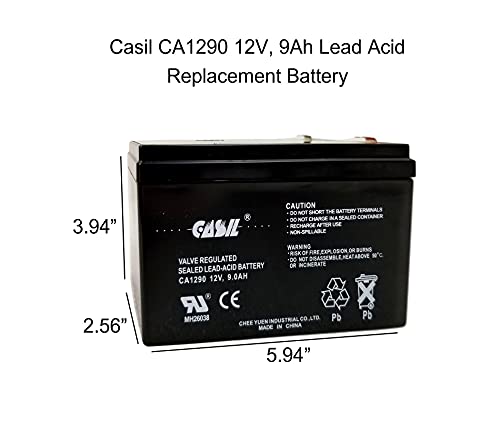 Casil CA1290 12V, 9Ah Lead Acid
Replacement Battery
3.94”
2.56”
5.94”
CASIL ®
VALVE REGULATED
SEALED LEAD-ACID BATTERY
CA1290 12V, 9.0AH
CAUTION
DO NOT SHORT THE BATTERY TERMINALS
DO NOT CHARGE IN A SEALED CONTAINER
RECHARGE AFTER USE
NON-SPILLABLE
WARNING
RISK OF FIRE,EXPLOSION,OR BURNS
DO NOT DISASSEMBLE,HEAT ABOVE 50°C.
OR INCINERATE
MH26038
CE
Pb
Pb
CHEE YUEN INDUSTRIAL CO.,LTD.
MADE IN CHINA